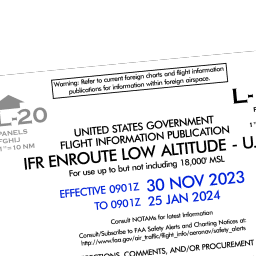 Warning: Refer to current foreign charts and flight information
publications for information within foreign airspace.
L-20
PANELS
FGHIJ
1">10 NM
L-
UNITED STATES GOVERNMENT
FLIGHT INFORMATION PUBLICATION
IFR ENROUTE LOW ALTITUDE - U.
For use up to but not including 18,000' MSL
EFFECTIVE 0901Z 30 NOV 2023
TO 0901Z 25 JAN 2024
Consult NOTAMs for latest information
Consult/Subscribe to FAA Safety Alerts and Charting Notices at:
http://www.faa.gov/air_traffic/flight_info/aeronav/safety_alerts
CORRECTIONS, COMMENTS, AND/OR PROCUREMENT